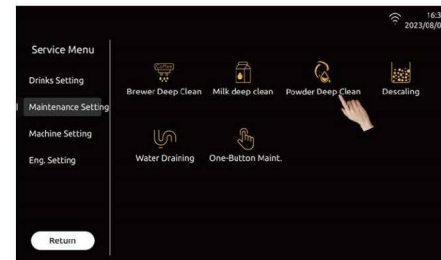 16:3
2023/08/0
Service Menu
Drinks Setting
Maintenance Setting
Machine Setting
Eng. Setting
Return
Brewer Deep Clean
Milk deep clean
Powder Deep Clean
Descaling
Water Draining
One-Button Maint.